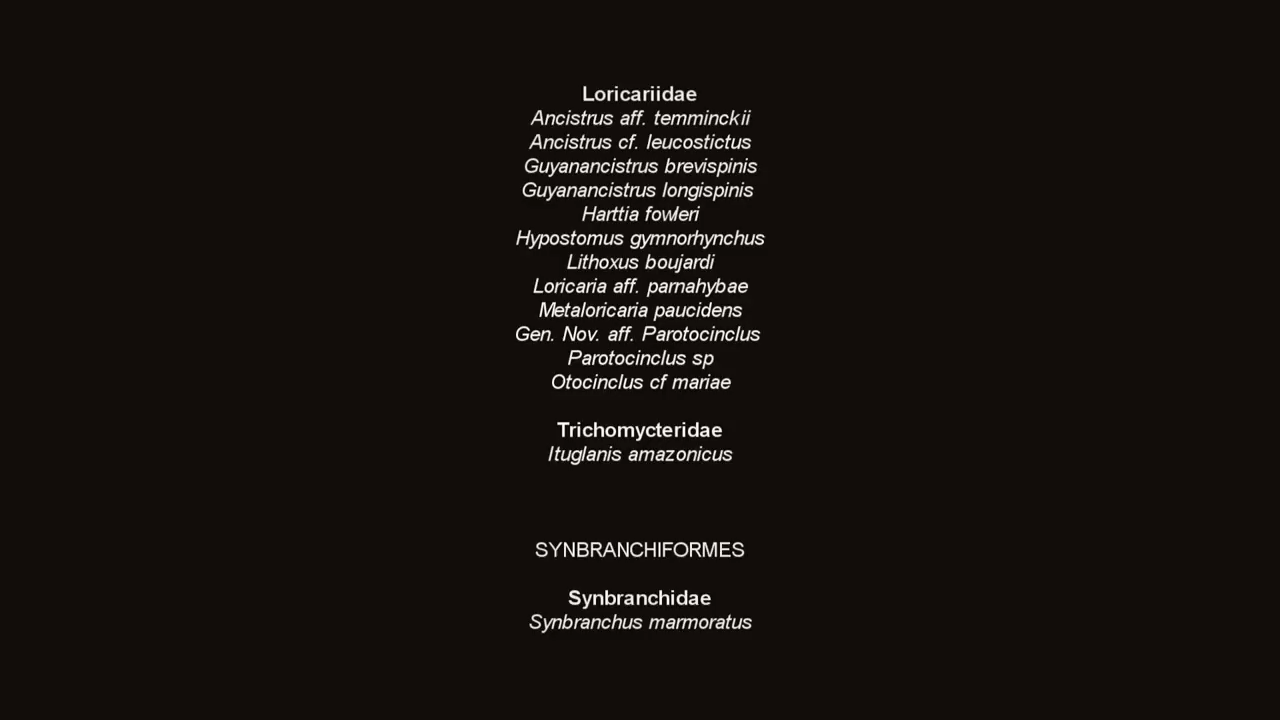 Loricariidae
Ancistrus aff. temminckii
Ancistrus cf. leucostictus
Guyanancistrus brevispinis
Guyanancistrus longispinis
Harttia fowleri
Hypostomus gymnorhynchus
Lithoxus boujardi
Loricaria aff. parnahybae
Metaloricaria paucidens
Gen. Nov. aff. Parotocinclus
Parotocinclus sp
Otocinclus cf mariae
Trichomycteridae
Ituglanis amazonicus
SYNBRANCHIFORMES
Synbranchidae
Synbranchus marmoratus